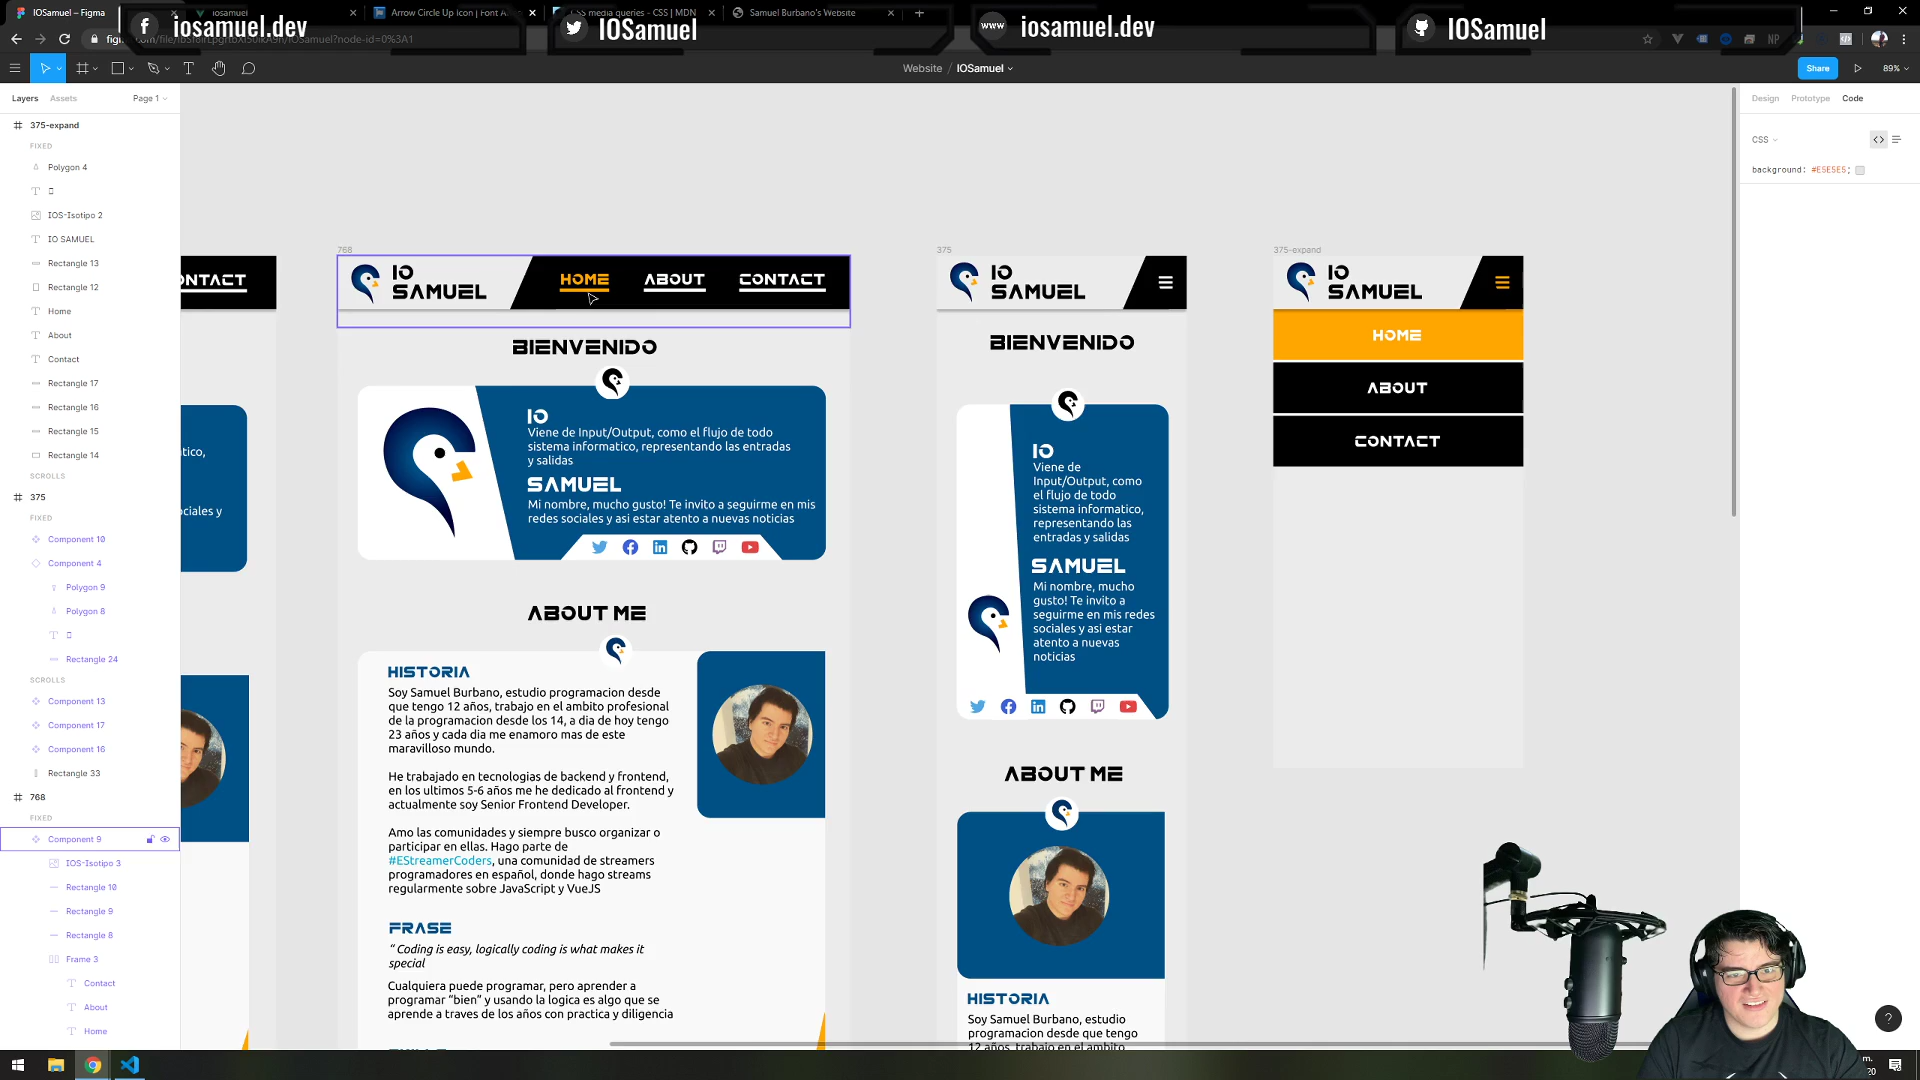 IOSamuel – Figma
iosamuel
Arrow Circle Up Icon | Font A
CSS media queries - CSS | MDN
Samuel Burbano's Website
iosamuel.dev
IOSamuel
www
iosamuel.dev
IOSamuel
Website / IOSamuel
Share
89%
Layers
Assets
Page 1
375-expand
FIXED
Polygon 4
IOS-Isotipo 2
IO SAMUEL
Rectangle 13
Rectangle 12
Home
About
Contact
Rectangle 17
Rectangle 16
Rectangle 15
Rectangle 14
SCROLLS
375
FIXED
Component 10
Component 4
Polygon 9
Polygon 8
Rectangle 24
SCROLLS
Component 13
Component 17
Component 16
Rectangle 33
768
FIXED
Component 9
IOS-Isotipo 3
Rectangle 10
Rectangle 9
Rectangle 8
Frame 3
Contact
About
Home
ONTACT
tico,
ociales y
768
IO
SAMUEL
HOME
ABOUT
CONTACT
BIENVENIDO
IO
Viene de Input/Output, como el flujo de todo
sistema informatico, representando las entradas
y salidas
SAMUEL
Mi nombre, mucho gusto! Te invito a seguirme en mis
redes sociales y asi estar atento a nuevas noticias
ABOUT ME
HISTORIA
Soy Samuel Burbano, estudio programacion desde
que tengo 12 años, trabajo en el ambito profesional
de la programacion desde los 14, a dia de hoy tengo
23 años y cada dia me enamoro mas de este
maravilloso mundo.
He trabajado en tecnologias de backend y frontend,
en los ultimos 5-6 años me he dedicado al frontend y
actualmente soy Senior Frontend Developer.
Amo las comunidades y siempre busco organizar o
participar en ellas. Hago parte de
#EStreamerCoders, una comunidad de streamers
programadores en español, donde hago streams
regularmente sobre JavaScript y VueJS
FRASE
“ Coding is easy, logically coding is what makes it
special
Cualquiera puede programar, pero aprender a
programar “bien” y usando la logica es algo que se
aprende a traves de los años con practica y diligencia
375
IO
SAMUEL
BIENVENIDO
IO
Viene de
Input/Output, como
el flujo de todo
sistema informatico,
representando las
entradas y salidas
SAMUEL
Mi nombre, mucho
gusto! Te invito a
seguirme en mis redes
sociales y asi estar
atento a nuevas
noticias
ABOUT ME
HISTORIA
Soy Samuel Burbano, estudio
programacion desde que tengo
12 años, trabajo en el ambito
375-expand
IO
SAMUEL
HOME
ABOUT
CONTACT
Design
Prototype
Code
CSS
background: #E5E5E5;
?